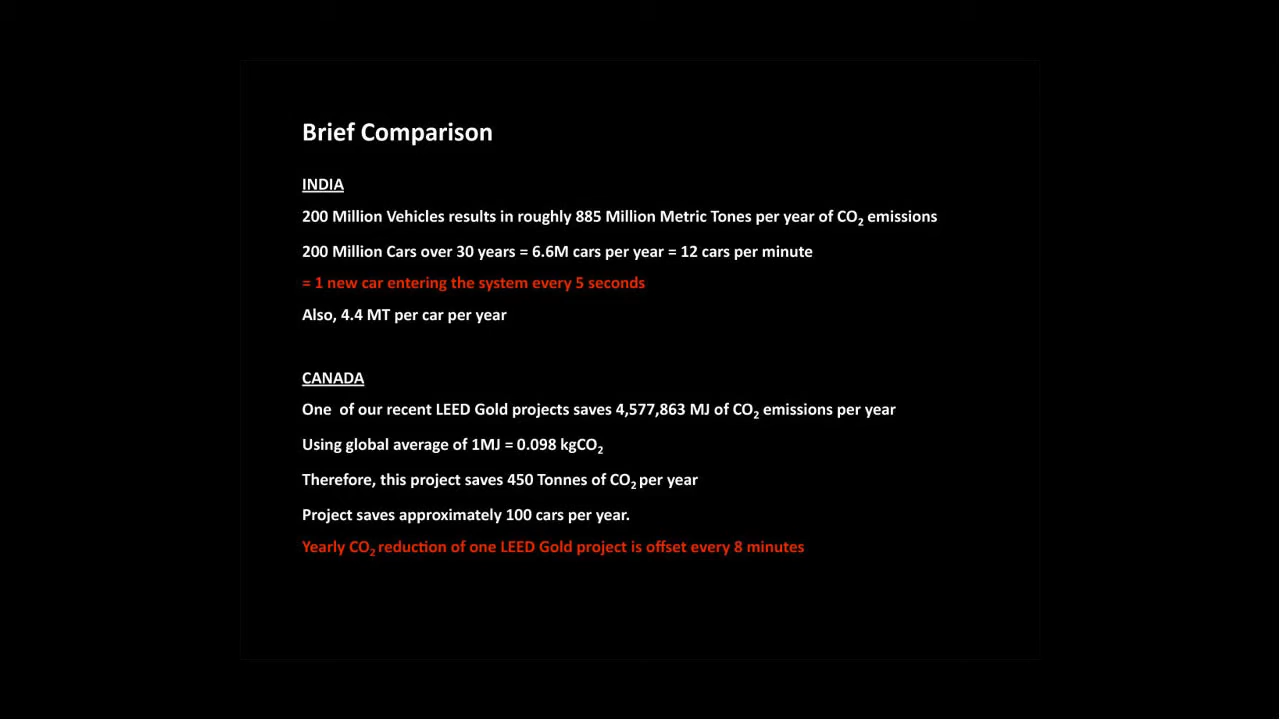 Brief Comparison
INDIA
200 Million Vehicles results in roughly 885 Million Metric Tones per year of CO2 emissions
200 Million Cars over 30 years = 6.6M cars per year = 12 cars per minute
= 1 new car entering the system every 5 seconds
Also, 4.4 MT per car per year
CANADA
One of our recent LEED Gold projects saves 4,577,863 MJ of CO2 emissions per year
Using global average of 1MJ = 0.098 kgCO2
Therefore, this project saves 450 Tonnes of CO2 per year
Project saves approximately 100 cars per year.
Yearly CO2 reduction of one LEED Gold project is offset every 8 minutes